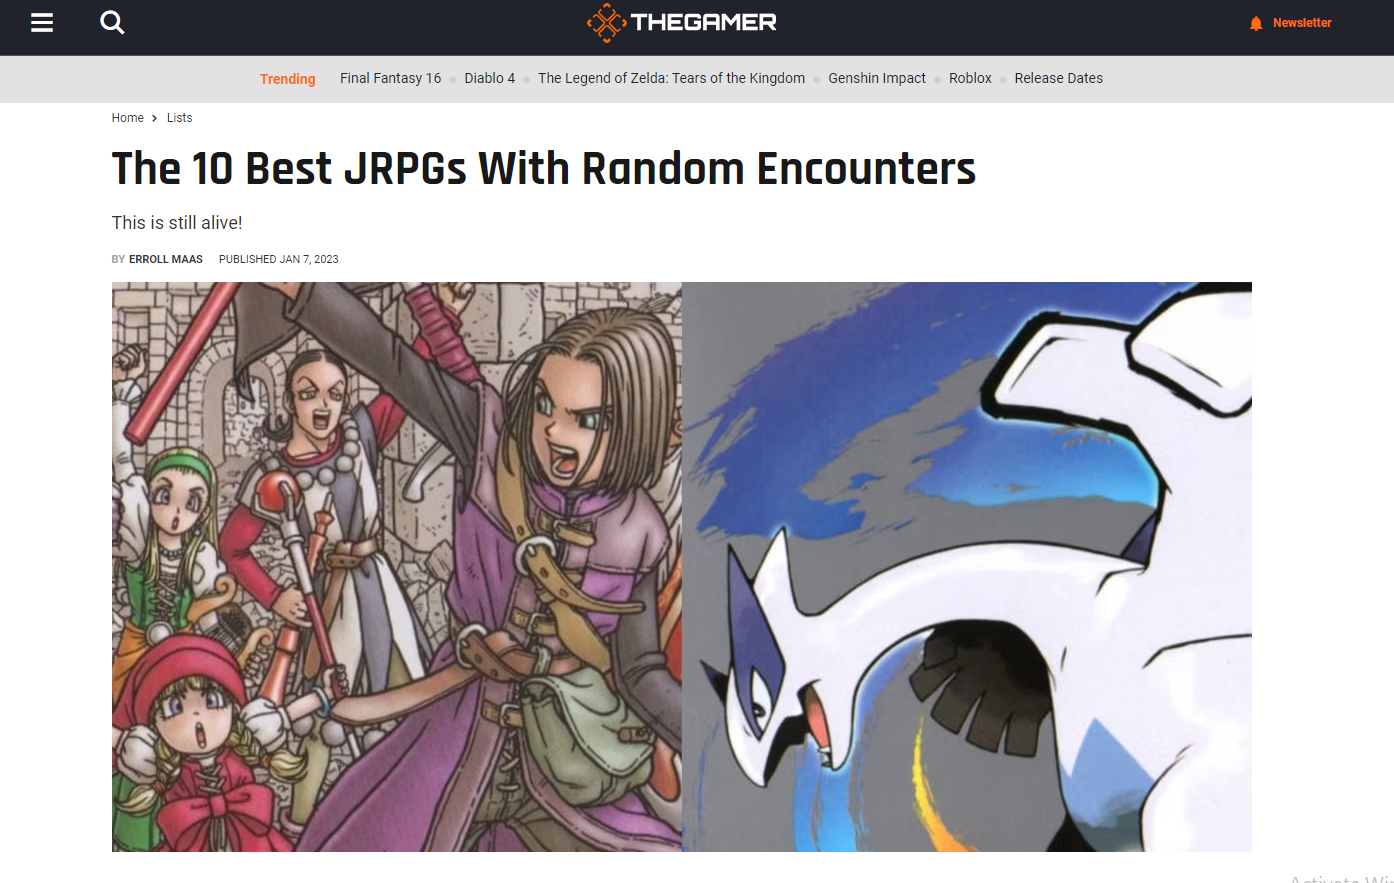 THEGAMER
Newsletter
Trending Final Fantasy 16 Diablo 4 The Legend of Zelda: Tears of the Kingdom Genshin Impact Roblox Release Dates
Home > Lists
The 10 Best JRPGs With Random Encounters
This is still alive!
BY ERROLL MAAS PUBLISHED JAN 7, 2023